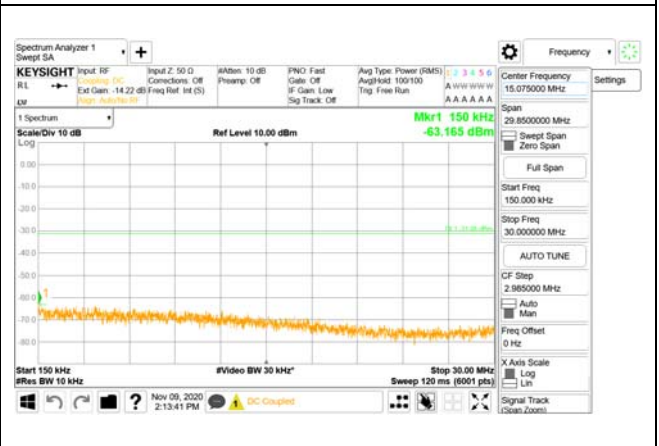 Spectrum Analyzer 1
Swept SA
+
Frequency
KEYSIGHT
Input: RF
Coupling: DC
Ext Gain: -14.22 dB
Align: Auto/No RF
Input Z: 50 Ω
Corrections: Off
Freq Ref: Int (S)
#Atten: 10 dB
Preamp: Off
PNO: Fast
Gate: Off
IF Gain: Low
Sig Track: Off
Avg Type: Power (RMS)
Avg|Hold: 100/100
Trig: Free Run
1 2 3 4 5 6
A W W W W W
A A A A A A
RL
1 Spectrum
Scale/Div 10 dB
Ref Level 10.00 dBm
Mkr1 150 kHz
-63.165 dBm
Log
0.00
-10.0
-20.0
-30.0
-40.0
-50.0
-60.0
-70.0
-80.0
1
Start 150 kHz
#Res BW 10 kHz
#Video BW 30 kHz*
Stop 30.00 MHz
Sweep 120 ms (6001 pts)
Nov 09, 2020
2:13:41 PM
DC Coupled
Center Frequency
15.075000 MHz
Settings
Span
29.8500000 MHz
Swept Span
Zero Span
Full Span
Start Freq
150.000 kHz
Stop Freq
30.000000 MHz
AUTO TUNE
CF Step
2.985000 MHz
Auto
Man
Freq Offset
0 Hz
X Axis Scale
Log
Lin
Signal Track
(Span Zoom)